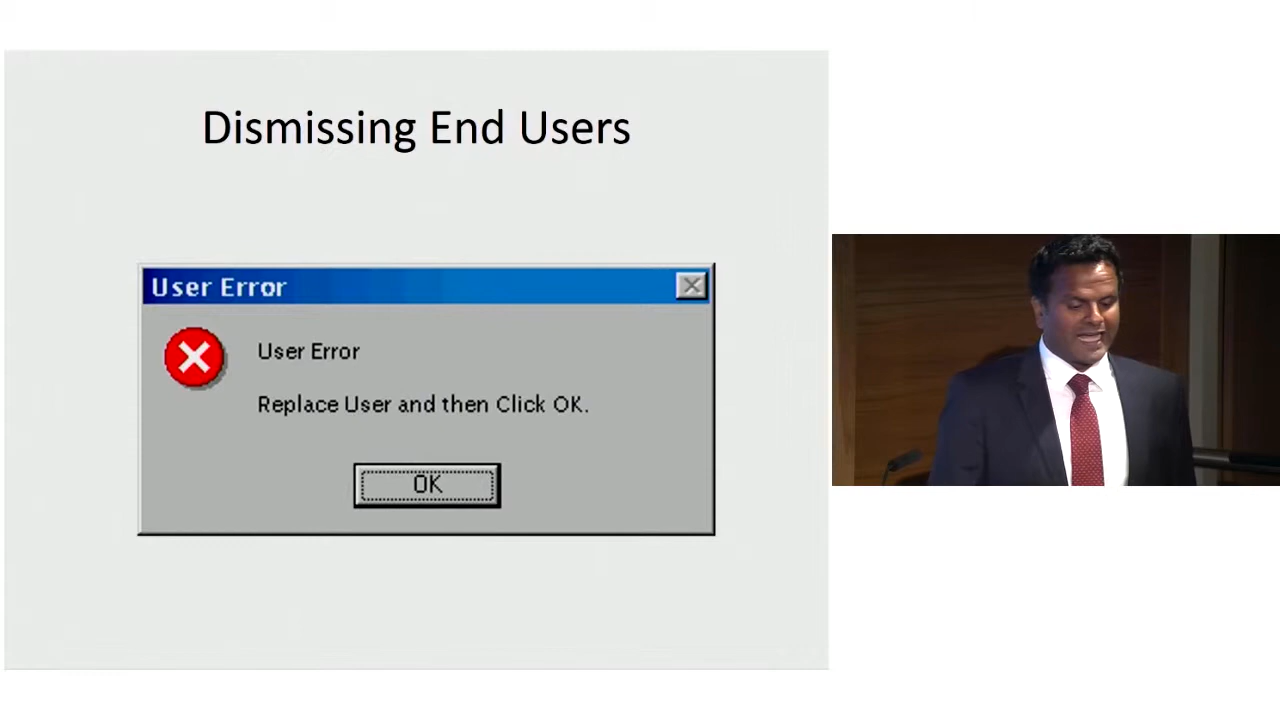 Dismissing End Users
User Error
User Error
Replace User and then Click OK.
OK